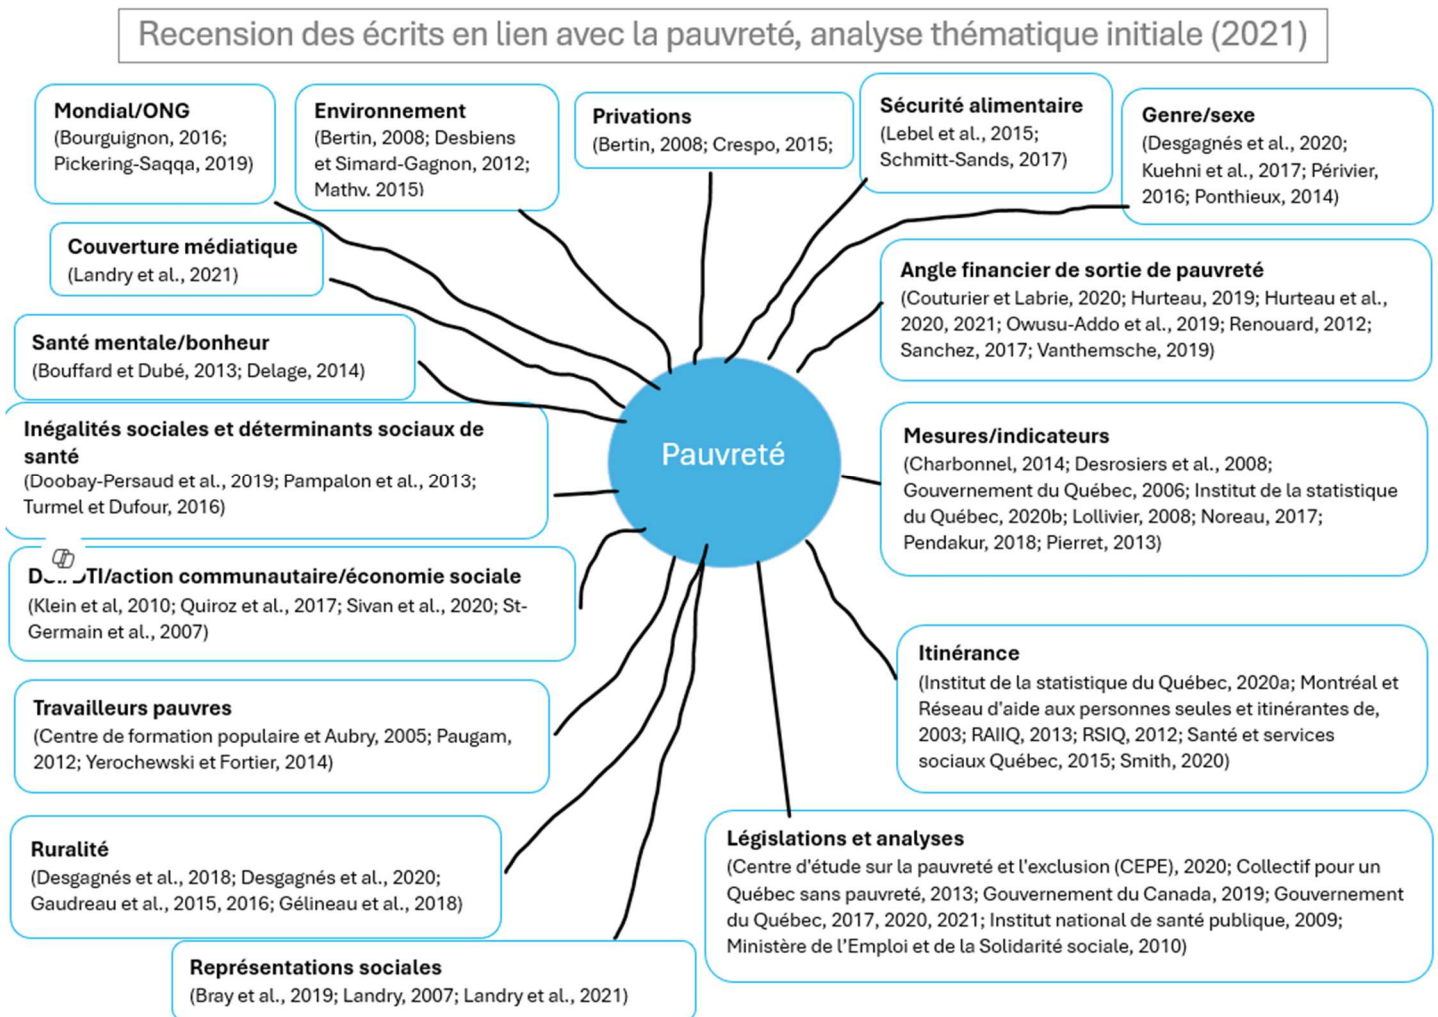 Recension des écrits en lien avec la pauvreté, analyse thématique initiale (2021)
Mondial/ONG
(Bourguignon, 2016;
Pickering-Saqqa, 2019)
Environnement
(Bertin, 2008; Desbiens
et Simard-Gagnon, 2012;
Mathy. 2015)
Privations
(Bertin, 2008; Crespo, 2015;
Sécurité alimentaire
(Lebel et al., 2015;
Schmitt-Sands, 2017)
Genre/sexe
(Desgagnés et al., 2020;
Kuehni et al., 2017; Périvier,
2016; Ponthieux, 2014)
Couverture médiatique
(Landry et al., 2021)
Angle financier de sortie de pauvreté
(Couturier et Labrie, 2020; Hurteau, 2019; Hurteau et al.,
2020, 2021; Owusu-Addo et al., 2019; Renouard, 2012;
Sanchez, 2017; Vanthemsche, 2019)
Santé mentale/bonheur
(Bouffard et Dubé, 2013; Delage, 2014)
Pauvreté
Inégalités sociales et déterminants sociaux de
santé
(Doobay-Persaud et al., 2019; Pampalon et al., 2013;
Turmel et Dufour, 2016)
Mesures/indicateurs
(Charbonnel, 2014; Desrosiers et al., 2008;
Gouvernement du Québec, 2006; Institut de la statistique
du Québec, 2020b; Lollivier, 2008; Noreau, 2017;
Pendakur, 2018; Pierret, 2013)
/action communautaire/économie sociale
(Klein et al, 2010; Quiroz et al., 2017; Sivan et al., 2020; St-
Germain et al., 2007)
Itinérance
(Institut de la statistique du Québec, 2020a; Montréal et
Réseau d'aide aux personnes seules et itinérantes de,
2003; RAIIQ, 2013; RSIQ, 2012; Santé et services
sociaux Québec, 2015; Smith, 2020)
Travailleurs pauvres
(Centre de formation populaire et Aubry, 2005; Paugam,
2012; Yerochewski et Fortier, 2014)
Ruralité
(Desgagnés et al., 2018; Desgagnés et al., 2020;
Gaudreau et al., 2015, 2016; Gélineau et al., 2018)
Législations et analyses
(Centre d'étude sur la pauvreté et l'exclusion (CEPE), 2020; Collectif pour un
Québec sans pauvreté, 2013; Gouvernement du Canada, 2019; Gouvernement
du Québec, 2017, 2020, 2021; Institut national de santé publique, 2009;
Ministère de l’Emploi et de la Solidarité sociale, 2010)
Représentations sociales
(Bray et al., 2019; Landry, 2007; Landry et al., 2021)